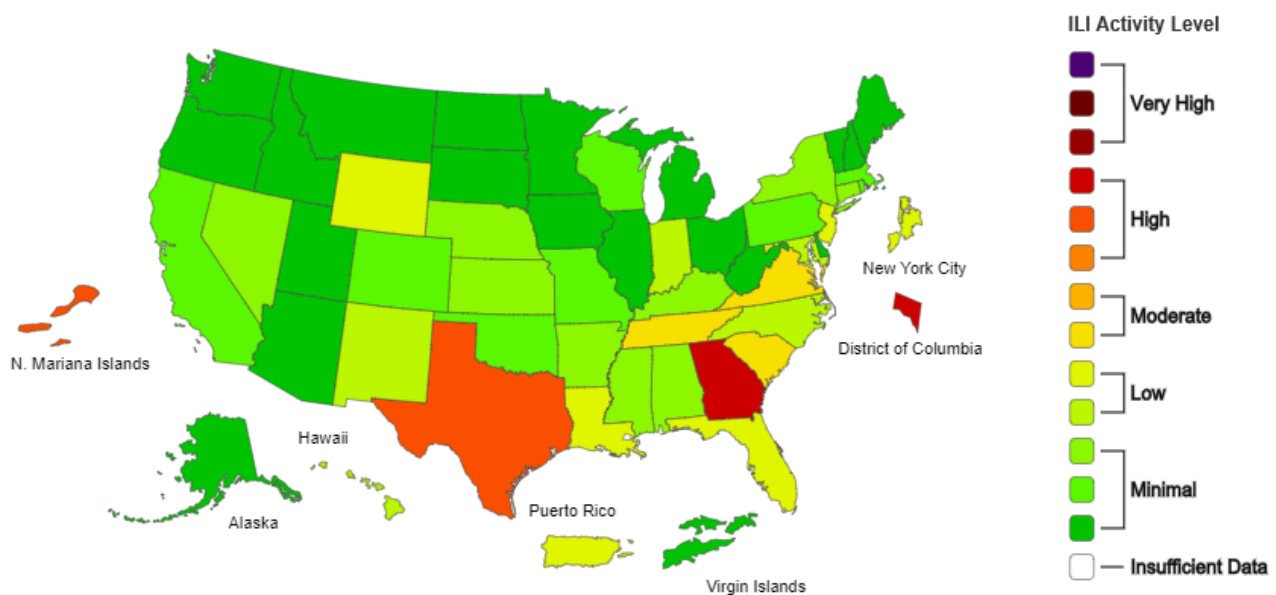 ILI Activity Level
Very High
High
Moderate
Low
Minimal
Insufficient Data
New York City
District of Columbia
N. Mariana Islands
Hawaii
Alaska
Puerto Rico
Virgin Islands